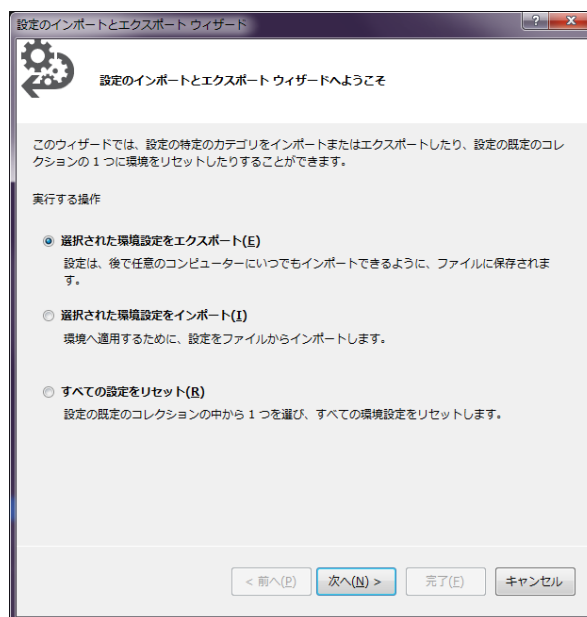 設定のインポートとエクスポート ウィザード
設定のインポートとエクスポート ウィザードへようこそ
このウィザードでは、設定の特定のカテゴリをインポートまたはエクスポートしたり、設定の既定のコレ
クションの 1 つに環境をリセットしたりすることができます。
実行する操作
選択された環境設定をエクスポート(E)
設定は、後で任意のコンピューターにいつでもインポートできるように、ファイルに保存されま
す。
選択された環境設定をインポート(I)
環境へ適用するために、設定をファイルからインポートします。
すべての設定をリセット(R)
設定の既定のコレクションの中から 1 つを選び、すべての環境設定をリセットします。
< 前へ(P) 次へ(N) > 完了(F) キャンセル